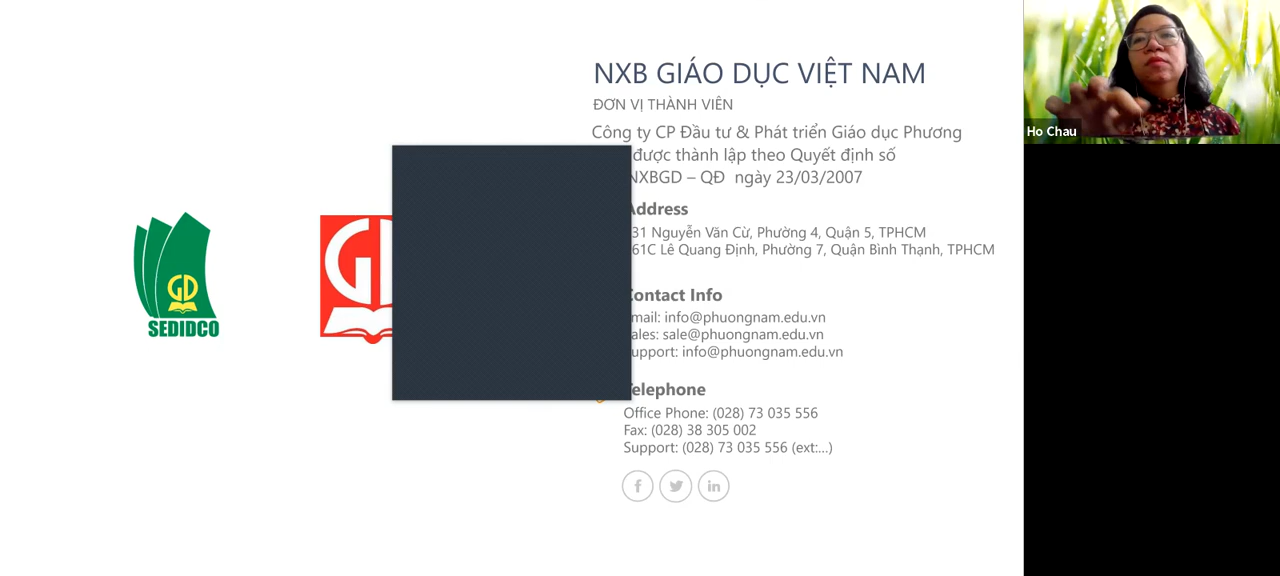 NXB GIÁO DỤC VIỆT NAM
ĐƠN VỊ THÀNH VIÊN
Công ty CP Đầu tư & Phát triển Giáo dục Phương
được thành lập theo Quyết định số
NXBGD – QĐ ngày 23/03/2007
Address
31 Nguyễn Văn Cừ, Phường 4, Quận 5, TPHCM
61C Lê Quang Định, Phường 7, Quận Bình Thạnh, TPHCM
Contact Info
mail: info@phuongnam.edu.vn
ales: sale@phuongnam.edu.vn
upport: info@phuongnam.edu.vn
Telephone
Office Phone: (028) 73 035 556
Fax: (028) 38 305 002
Support: (028) 73 035 556 (ext:...)
GD
SEDIDCO
GD
Ho Chau